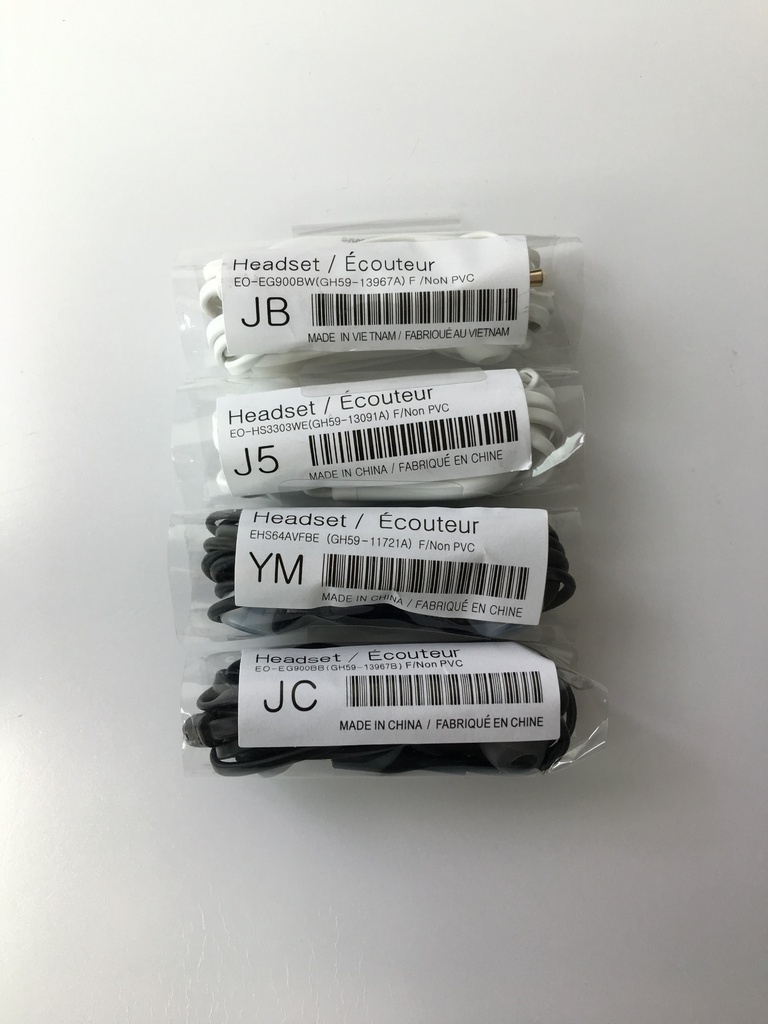 Headset / Écouteur
EO-EG900BW(GH59-13967A) F /NoN PVC
JB
MADE IN VIETNAM / FABRIQUÉ AU VIETNAM
Headset / Écouteur
EO-HS3303WE(GH59-13091A) F/Non PVC
J5
MADE IN CHINA / FABRIQUÉ EN CHINE
Headset / Écouteur
EHS64AVFBE (GH59-11721A) F/Non PVC
YM
MADE IN CHINA / FABRIQUÉ EN CHINE
Headset / Écouteur
EO-EG900BB(GH59-13967B) F/Non PVC
JC
MADE IN CHINA / FABRIQUÉ EN CHINE